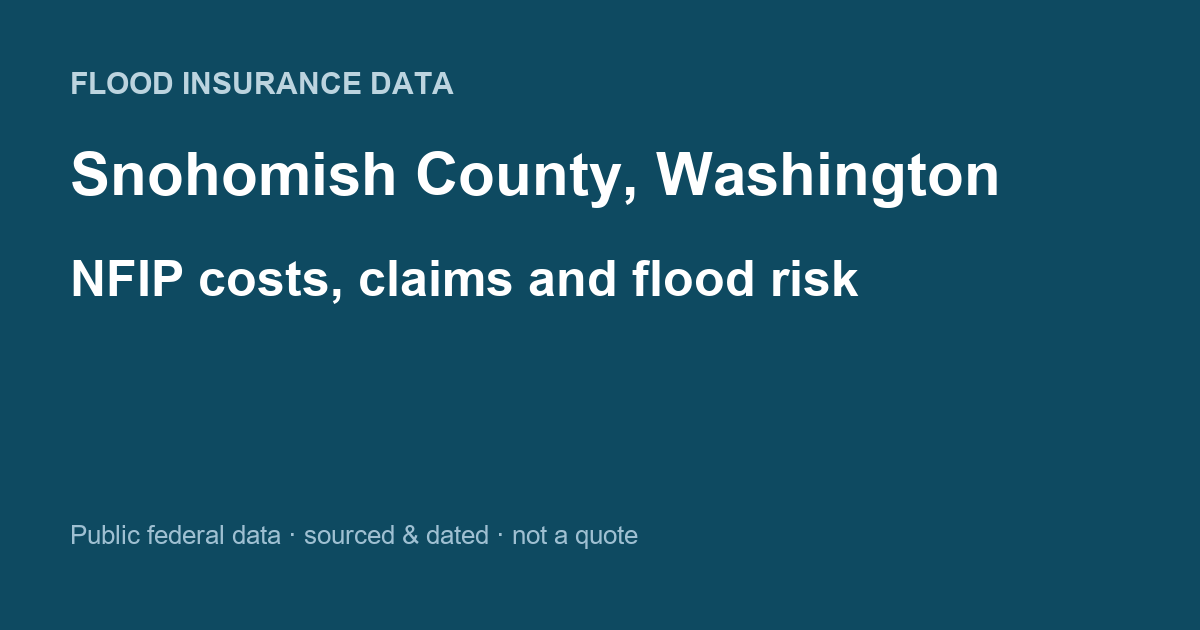 FLOOD INSURANCE DATA
Snohomish County, Washington
NFIP costs, claims and flood risk
Public federal data · sourced & dated · not a quote